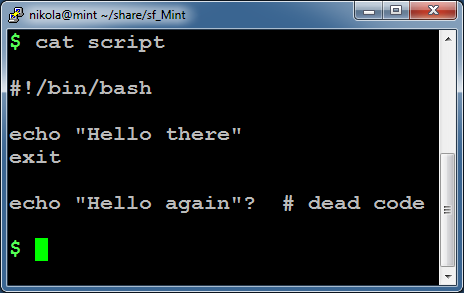 nikola@mint ~/share/sf_Mint
$ cat script
#!/bin/bash
echo "Hello there"
exit
echo "Hello again"?  # dead code
$